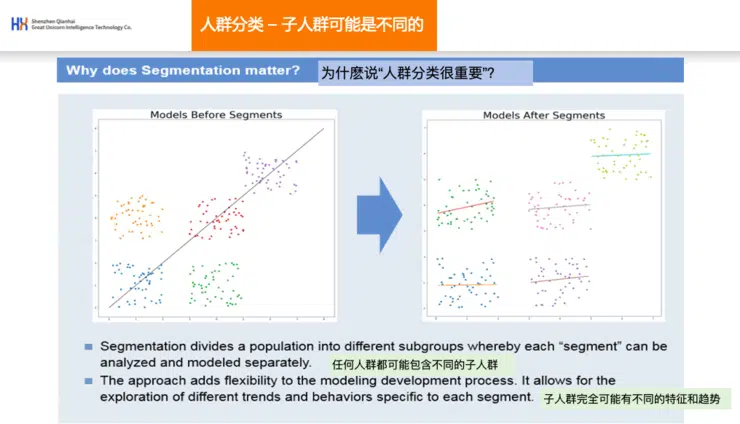 HX
Shenzhen Qianhai
Great Unicorn Intelligence Technology Co.
人群分类 – 子人群可能是不同的
Why does Segmentation matter?
为什麽说“人群分类很重要”?
Models Before Segments
Models After Segments
Segmentation divides a population into different subgroups whereby each “segment” can be
analyzed and modeled separately.
任何人群都可能包含不同的子人群
The approach adds flexibility to the modeling development process. It allows for the
exploration of different trends and behaviors specific to each segment.
子人群完全可能有不同的特征和趋势